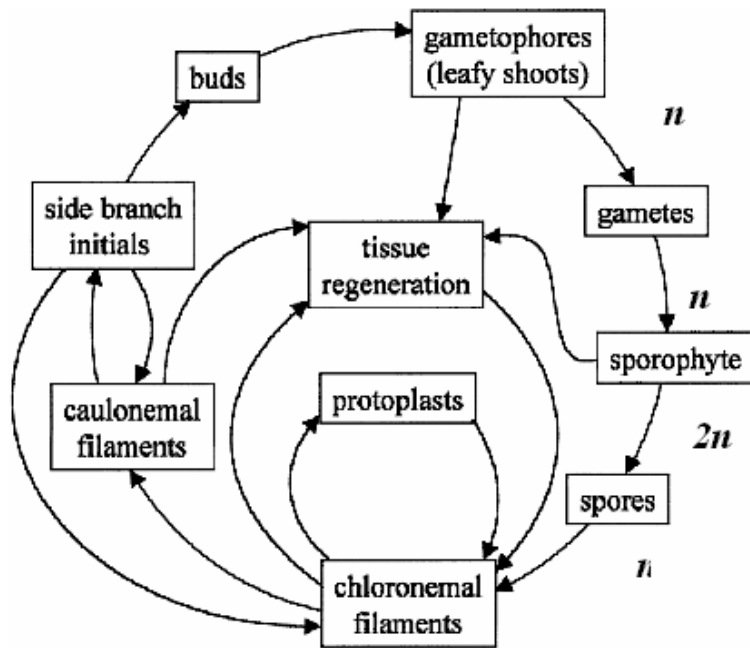 gametophores
(leafy shoots)
buds
n
side branch
initials
gametes
tissue
regeneration
n
sporophyte
protoplasts
caulonemal
filaments
2n
spores
n
chloronemal
filaments